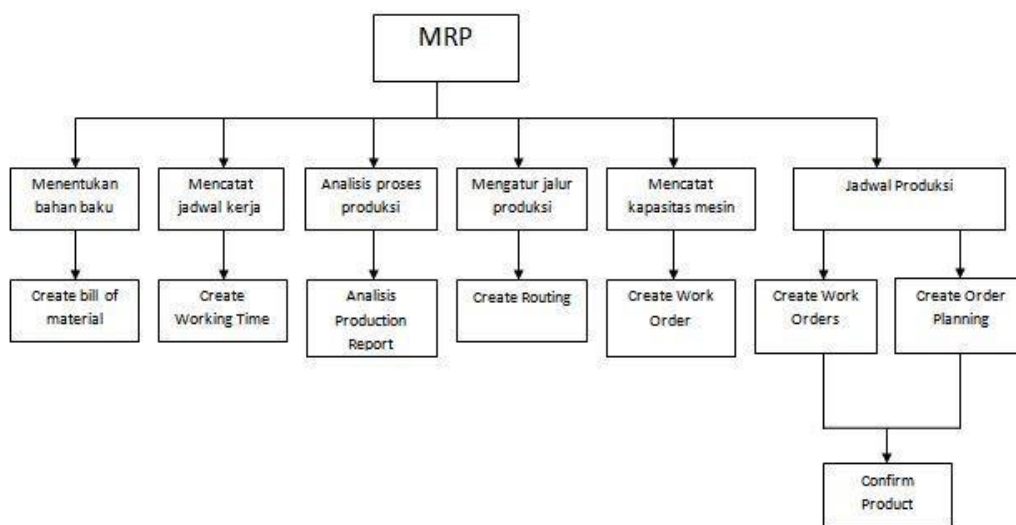 MRP
Menentukan
bahan baku
Mencatat
jadwal kerja
Analisis proses
produksi
Mengatur jalur
produksi
Mencatat
kapasitas mesin
Jadwal Produksi
Create bill of
material
Create
Working Time
Analisis
Production
Report
Create Routing
Create Work
Order
Create Work
Orders
Create Order
Planning
Confirm
Product